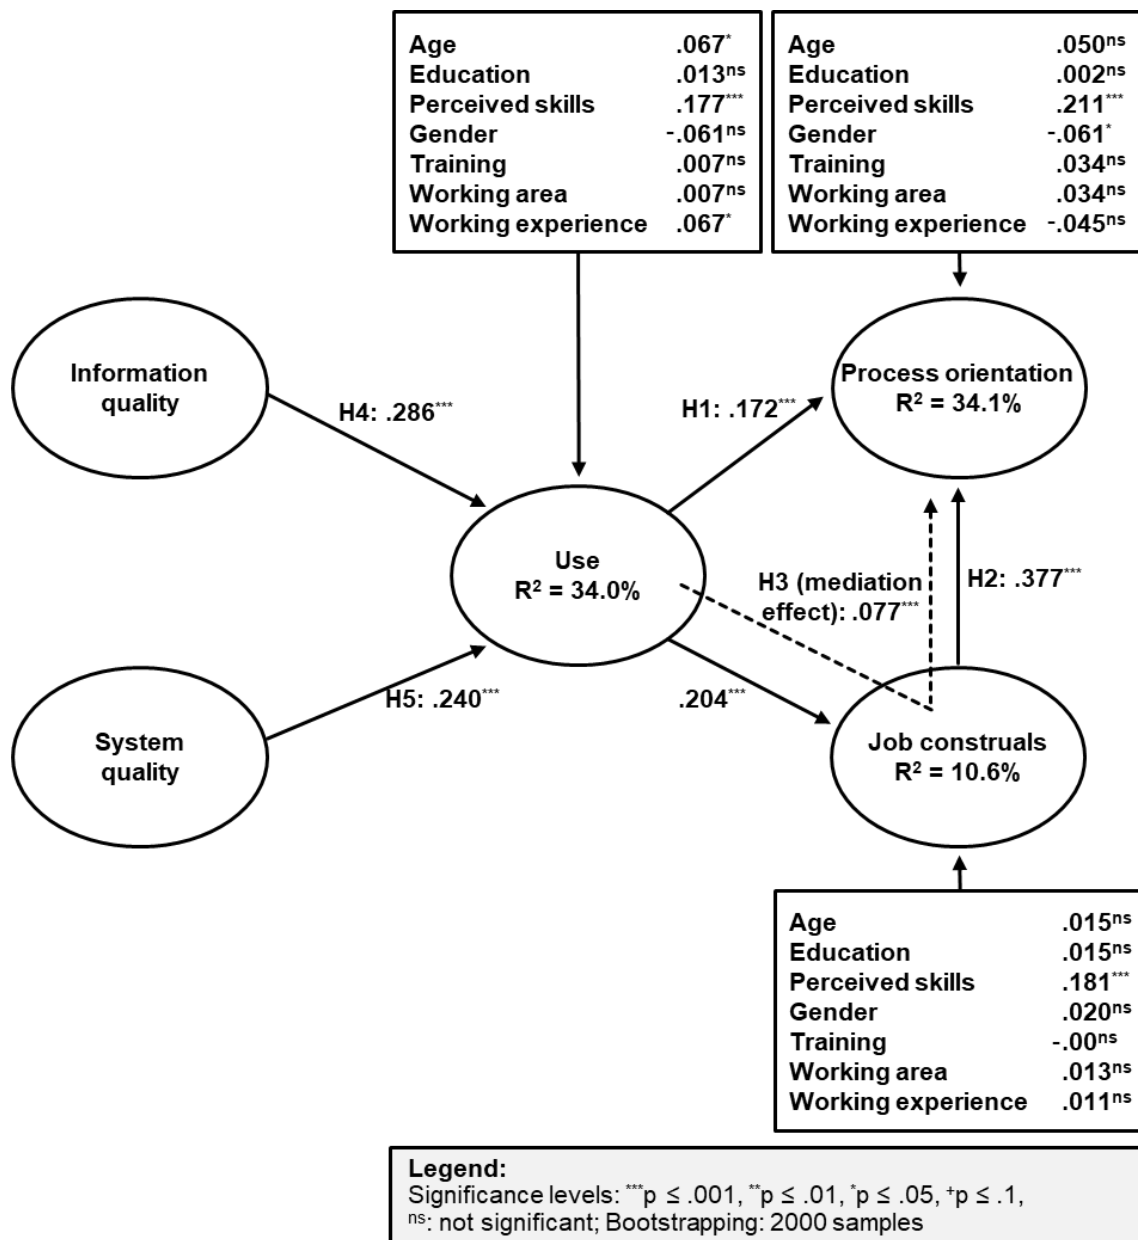 Age .067*
Education .013ns
Perceived skills .177***
Gender -.061ns
Training .007ns
Working area .007ns
Working experience .067*
Age .050ns
Education .002ns
Perceived skills .211***
Gender -.061*
Training .034ns
Working area .034ns
Working experience -.045ns
Information
quality
Process orientation
R² = 34.1%
H4: .286***
H1: .172***
Use
R² = 34.0%
H3 (mediation
effect): .077***
H2: .377***
H5: .240***
.204***
System
quality
Job construals
R² = 10.6%
Age .015ns
Education .015ns
Perceived skills .181***
Gender .020ns
Training -.00ns
Working area .013ns
Working experience .011ns
Legend:
Significance levels: ***p ≤ .001, **p ≤ .01, *p ≤ .05, +p ≤ .1,
ns: not significant; Bootstrapping: 2000 samples